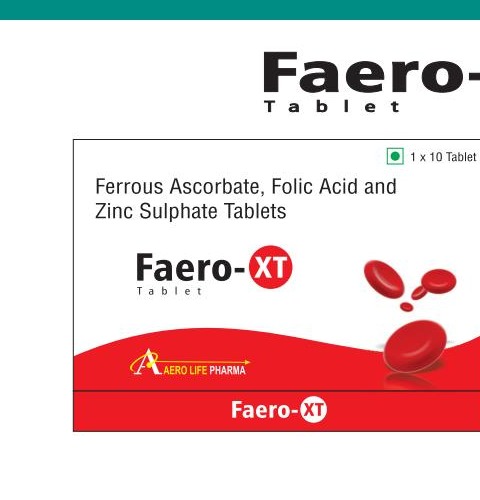 Faero-
Tablet
1 x 10 Tablet
Ferrous Ascorbate, Folic Acid and
Zinc Sulphate Tablets
Faero-XT
Tablet
AERO LIFE PHARMA
Faero-XT